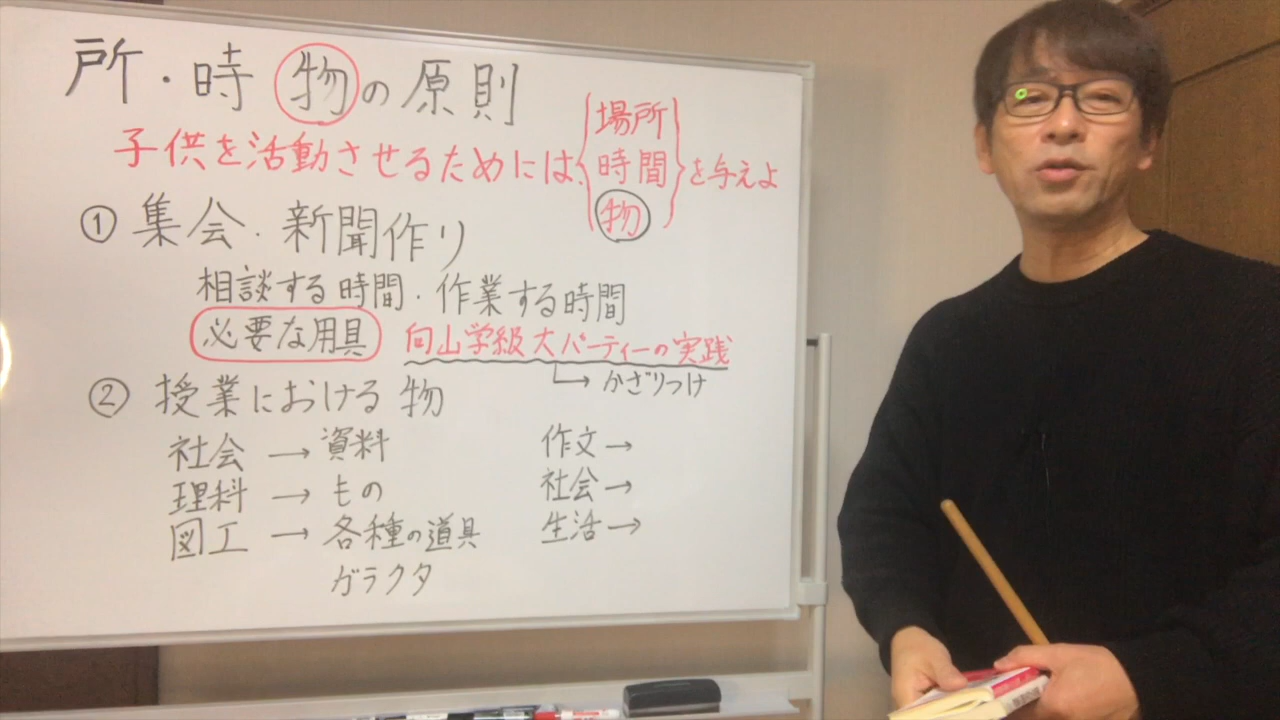 所・時 物の原則
子供を活動させるためには、{場所 時間 物}を与えよ
① 集会・新聞作り
相談する時間・作業する時間
必要な用具 向山学級大パーティーの実践
→かざりつけ
② 授業における物
社会→資料 作文→
理科→もの 社会→
図工→各種の道具 生活→
ガラクタ